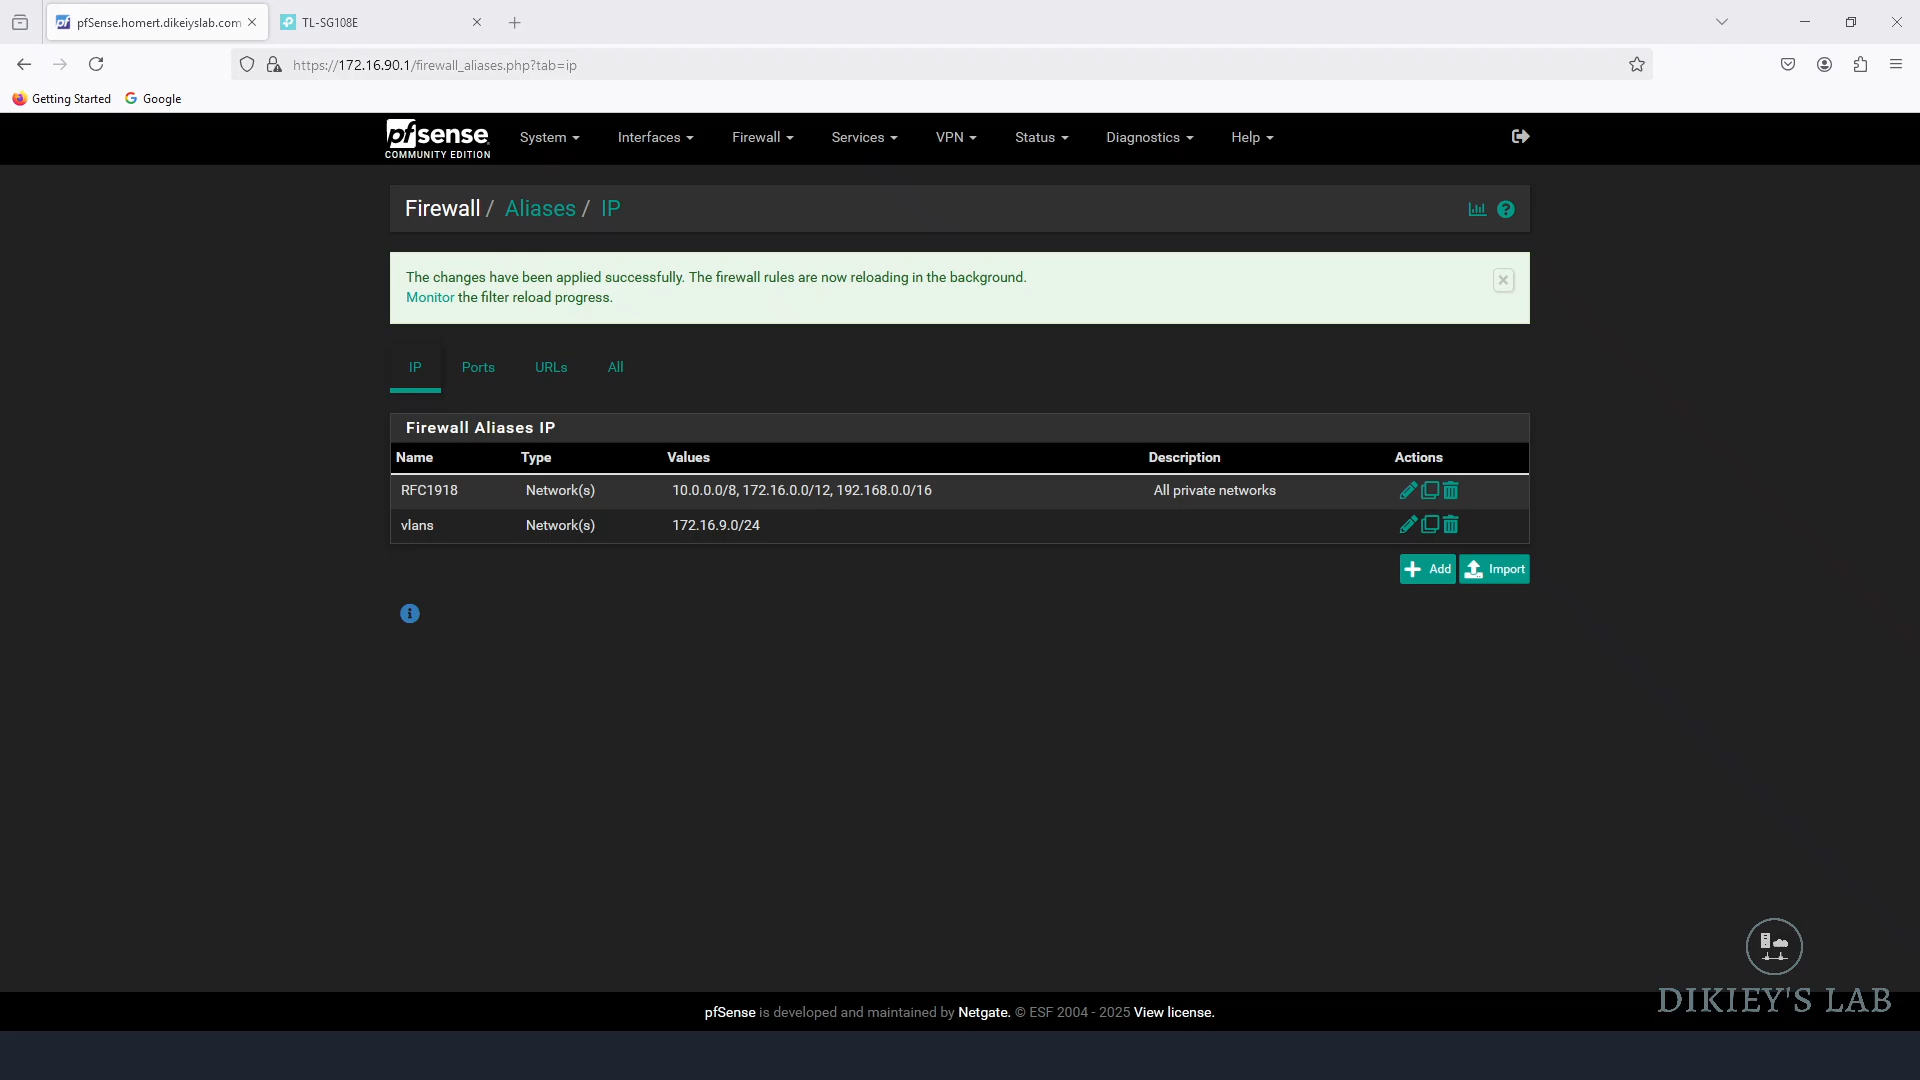 pfSense.homert.dikeiyslab.com
TL-SG108E
https://172.16.90.1/firewall_aliases.php?tab=ip
Getting Started
Google
pfsense
COMMUNITY EDITION
System
Interfaces
Firewall
Services
VPN
Status
Diagnostics
Help
Firewall / Aliases / IP
The changes have been applied successfully. The firewall rules are now reloading in the background.
Monitor the filter reload progress.
IP
Ports
URLs
All
Firewall Aliases IP
Name Type Values Description Actions
RFC1918 Network(s) 10.0.0.0/8, 172.16.0.0/12, 192.168.0.0/16 All private networks
vlans Network(s) 172.16.9.0/24
Add
Import
pfSense is developed and maintained by Netgate. © ESF 2004 - 2025 View license.
DIKIEY'S LAB